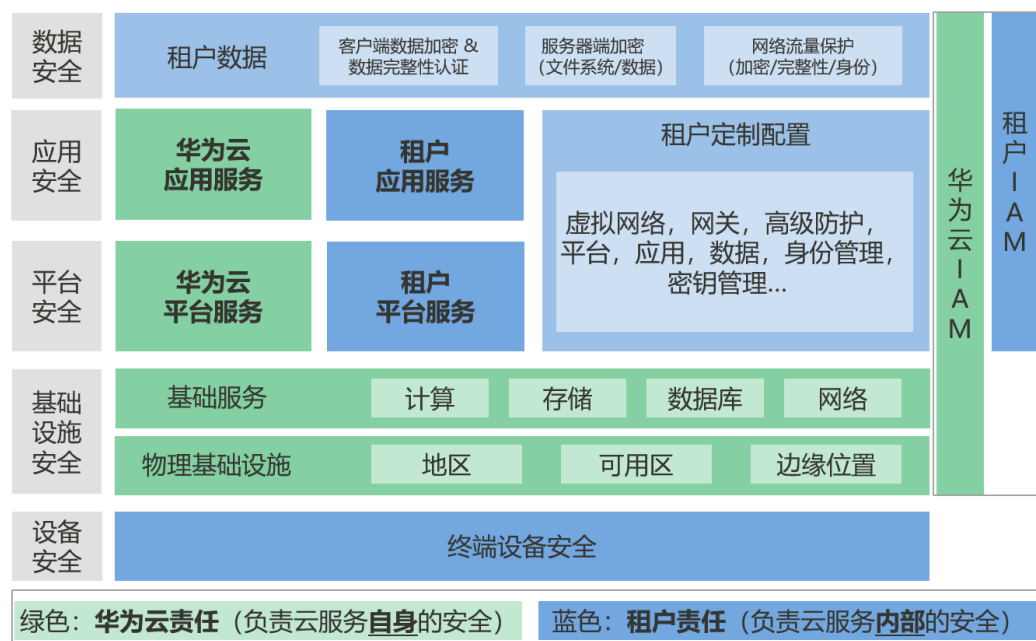 数据
安全
租户数据
客户端数据加密 &
数据完整性认证
服务器端加密
(文件系统/数据)
网络流量保护
(加密/完整性/身份)
应用
安全
华为云
应用服务
租户
应用服务
租户定制配置
虚拟网络，网关，高级防护，
平台，应用，数据，身份管理，
密钥管理...
平台
安全
华为云
平台服务
租户
平台服务
基础
设施
安全
基础服务
计算
存储
数据库
网络
物理基础设施
地区
可用区
边缘位置
设备
安全
终端设备安全
华为云IAM
租户IAM
绿色：华为云责任（负责云服务自身的安全）
蓝色：租户责任（负责云服务内部的安全）